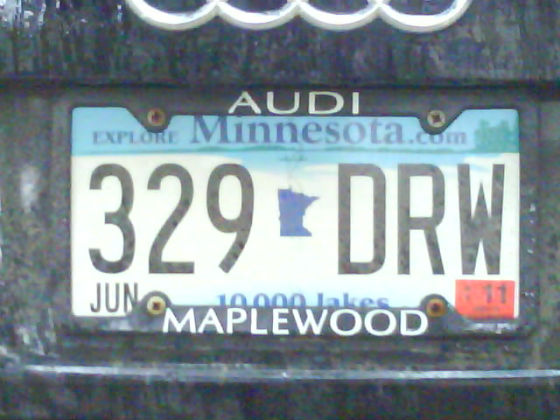 AUDI
EXPLORE Minnesota.com
329 DRW
JUN 10,000 lakes 11
MAPLEWOOD